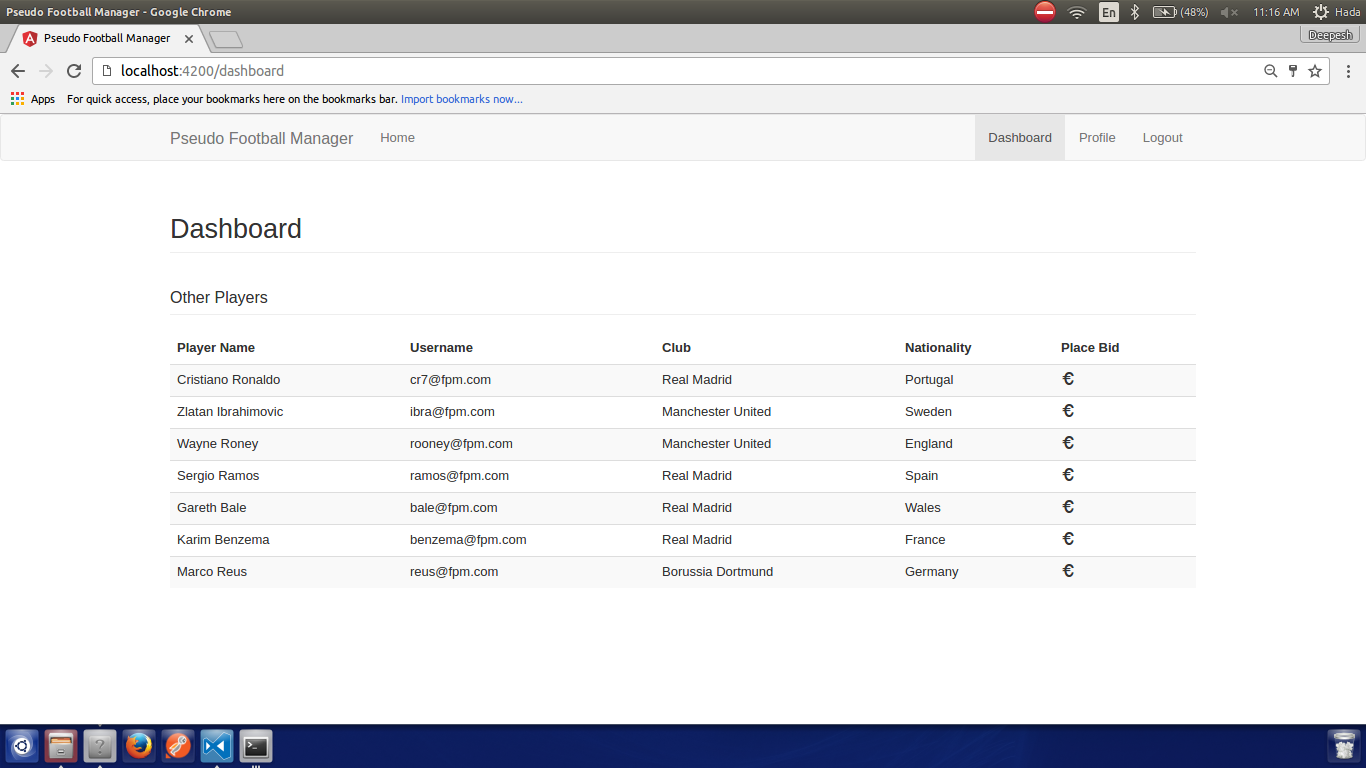 Pseudo Football Manager - Google Chrome En (48%) 11:16 AM Hada
Pseudo Football Manager Deepesh
localhost:4200/dashboard
Apps For quick access, place your bookmarks here on the bookmarks bar. Import bookmarks now...
Pseudo Football Manager Home Dashboard Profile Logout
Dashboard
Other Players
Player Name Username Club Nationality Place Bid
Cristiano Ronaldo cr7@fpm.com Real Madrid Portugal €
Zlatan Ibrahimovic ibra@fpm.com Manchester United Sweden €
Wayne Roney rooney@fpm.com Manchester United England €
Sergio Ramos ramos@fpm.com Real Madrid Spain €
Gareth Bale bale@fpm.com Real Madrid Wales €
Karim Benzema benzema@fpm.com Real Madrid France €
Marco Reus reus@fpm.com Borussia Dortmund Germany €